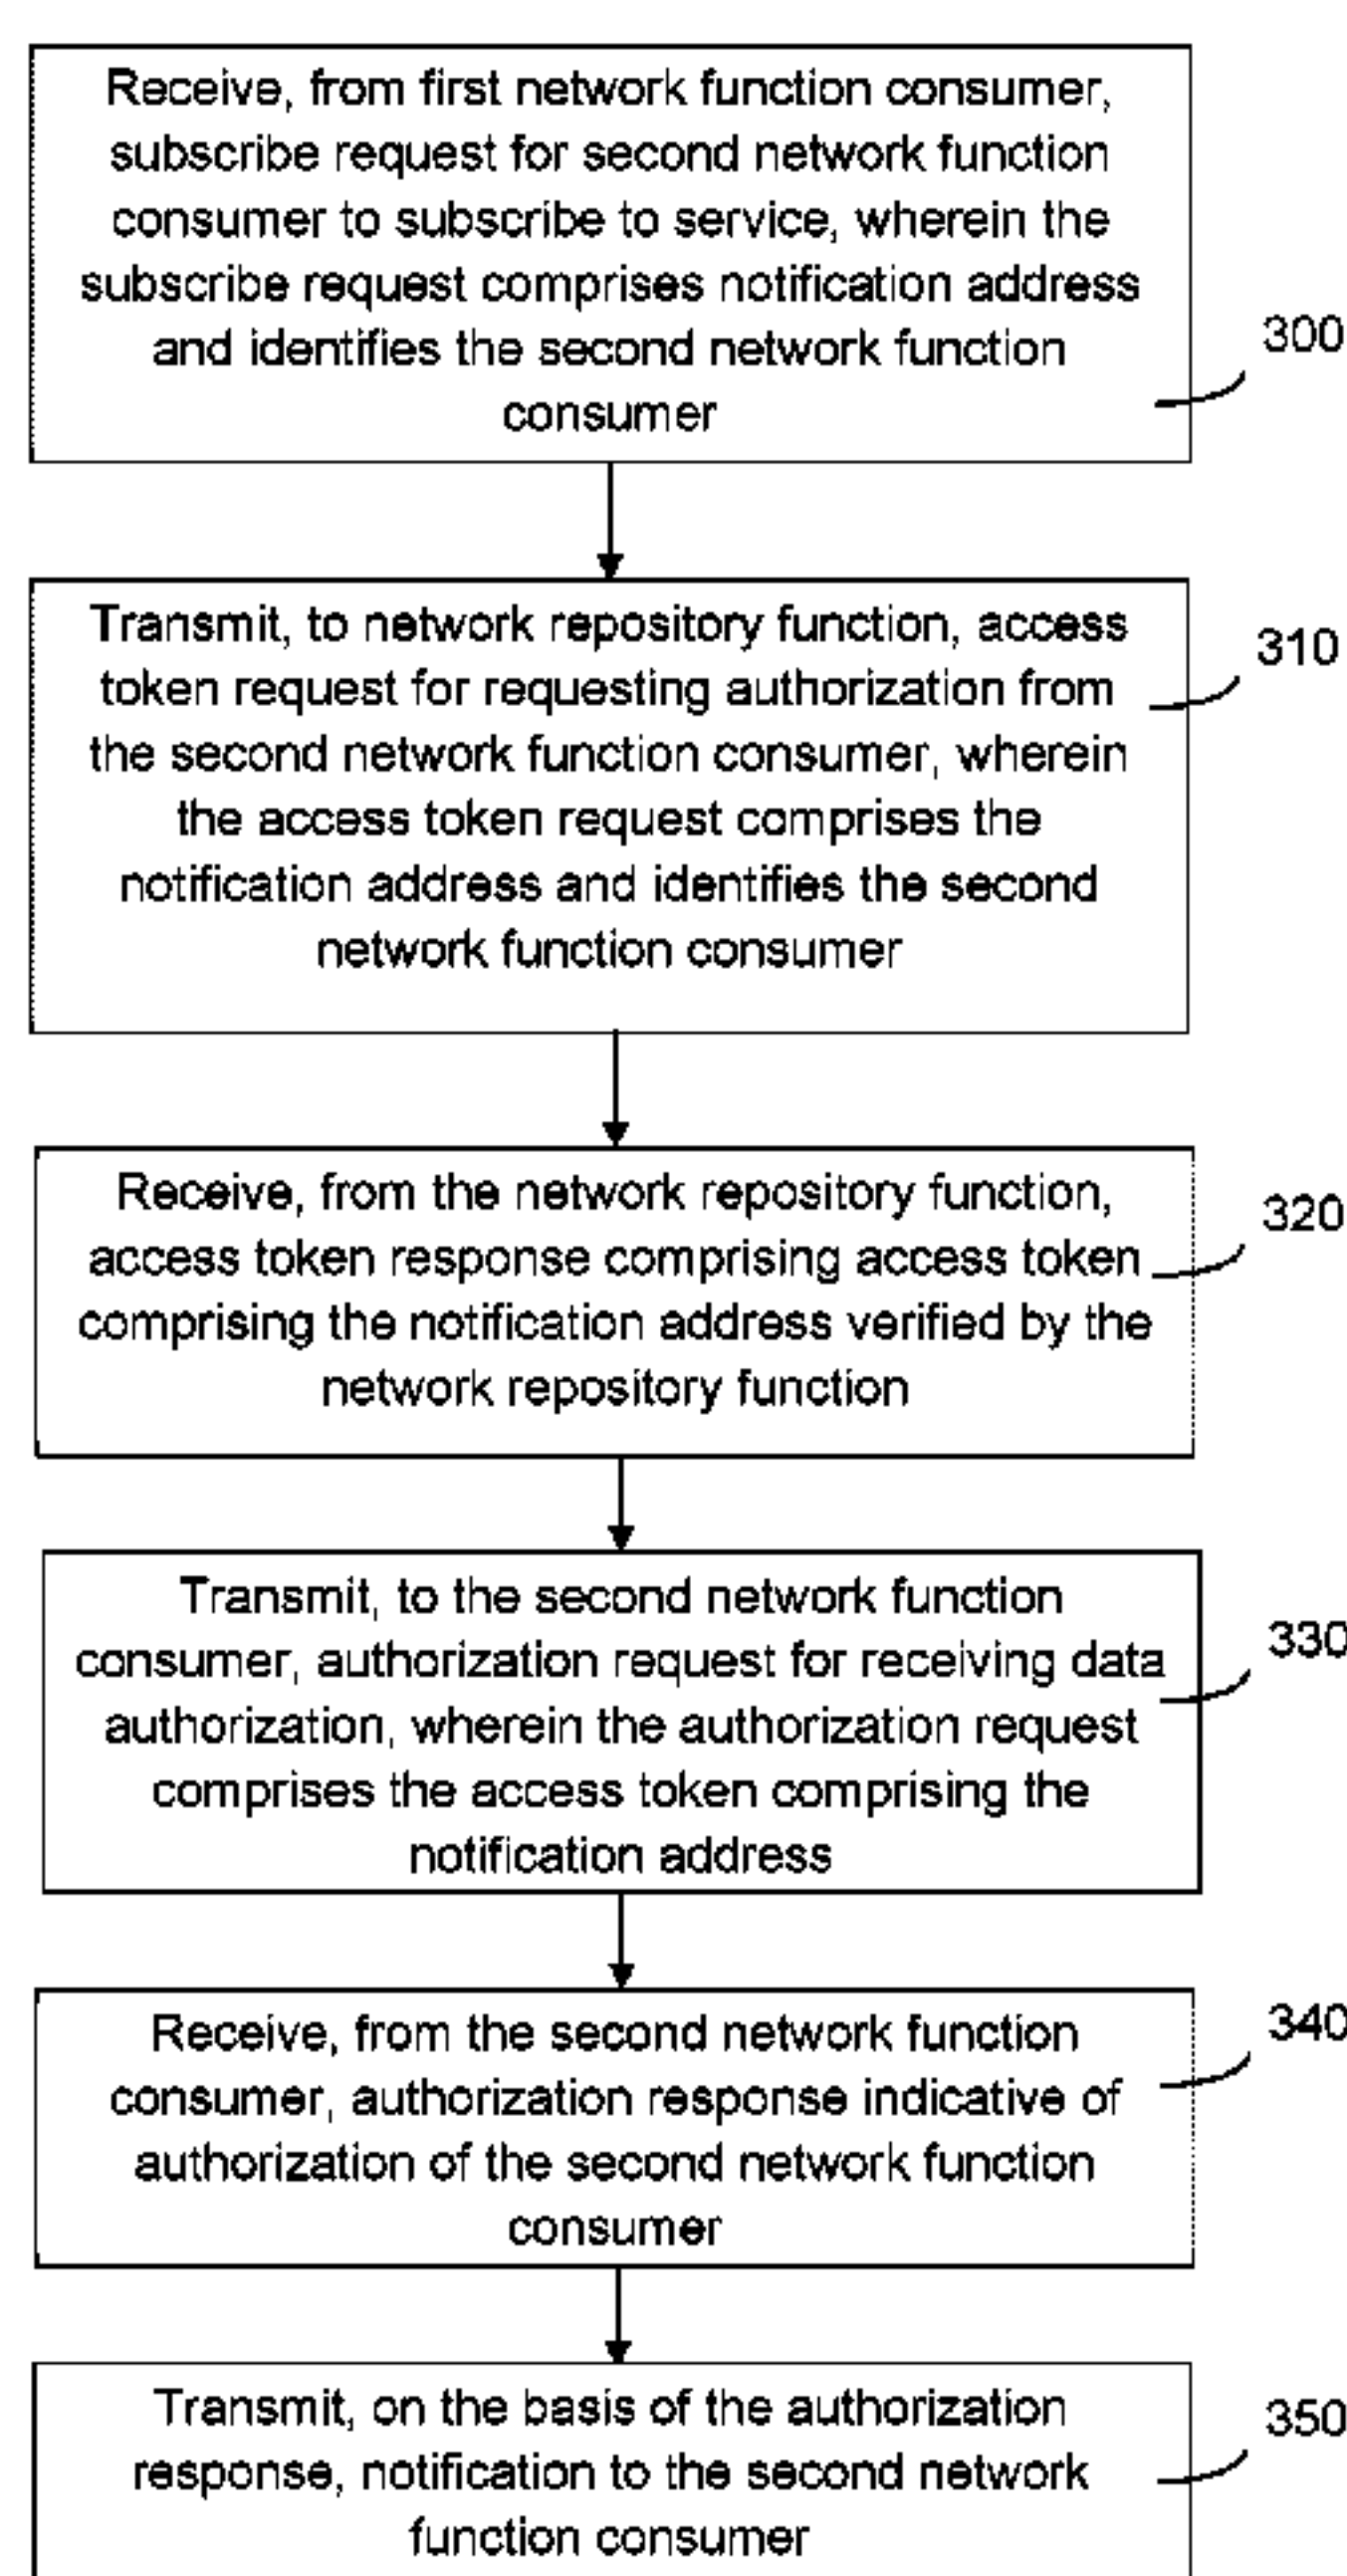 Receive, from first network function consumer,
subscribe request for second network function
consumer to subscribe to service, wherein the
subscribe request comprises notification address
and identifies the second network function
consumer
300
Transmit, to network repository function, access
token request for requesting authorization from
the second network function consumer, wherein
the access token request comprises the
notification address and identifies the second
network function consumer
310
Receive, from the network repository function,
access token response comprising access token
comprising the notification address verified by the
network repository function
320
Transmit, to the second network function
consumer, authorization request for receiving data
authorization, wherein the authorization request
comprises the access token comprising the
notification address
330
Receive, from the second network function
consumer, authorization response indicative of
authorization of the second network function
consumer
340
Transmit, on the basis of the authorization
response, notification to the second network
function consumer
350